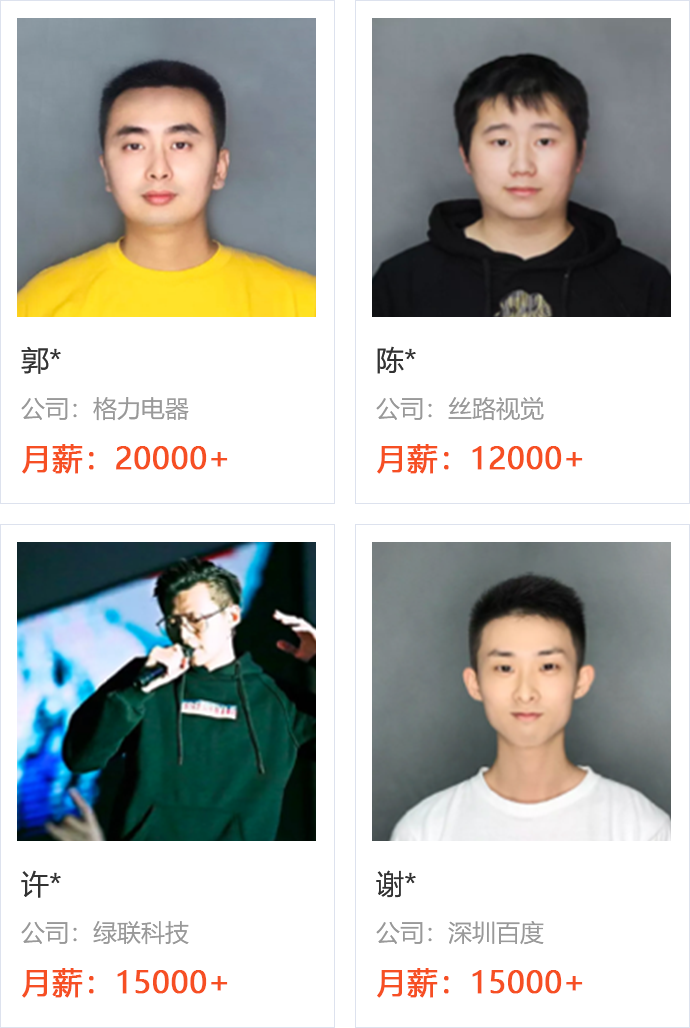 郭*
公司：格力电器
月薪：20000+
陈*
公司：丝路视觉
月薪：12000+
许*
公司：绿联科技
月薪：15000+
谢*
公司：深圳百度
月薪：15000+